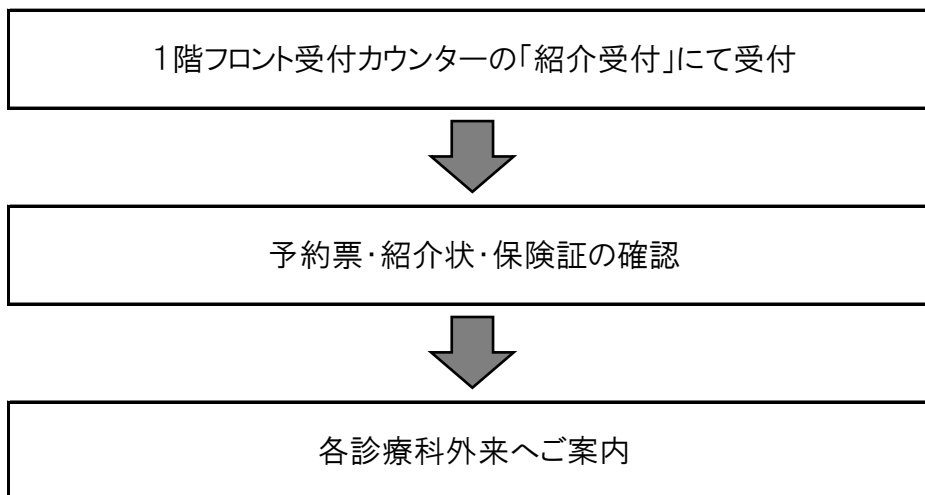 1階フロント受付カウンターの「紹介受付」にて受付
予約票・紹介状・保険証の確認
各診療科外来へご案内